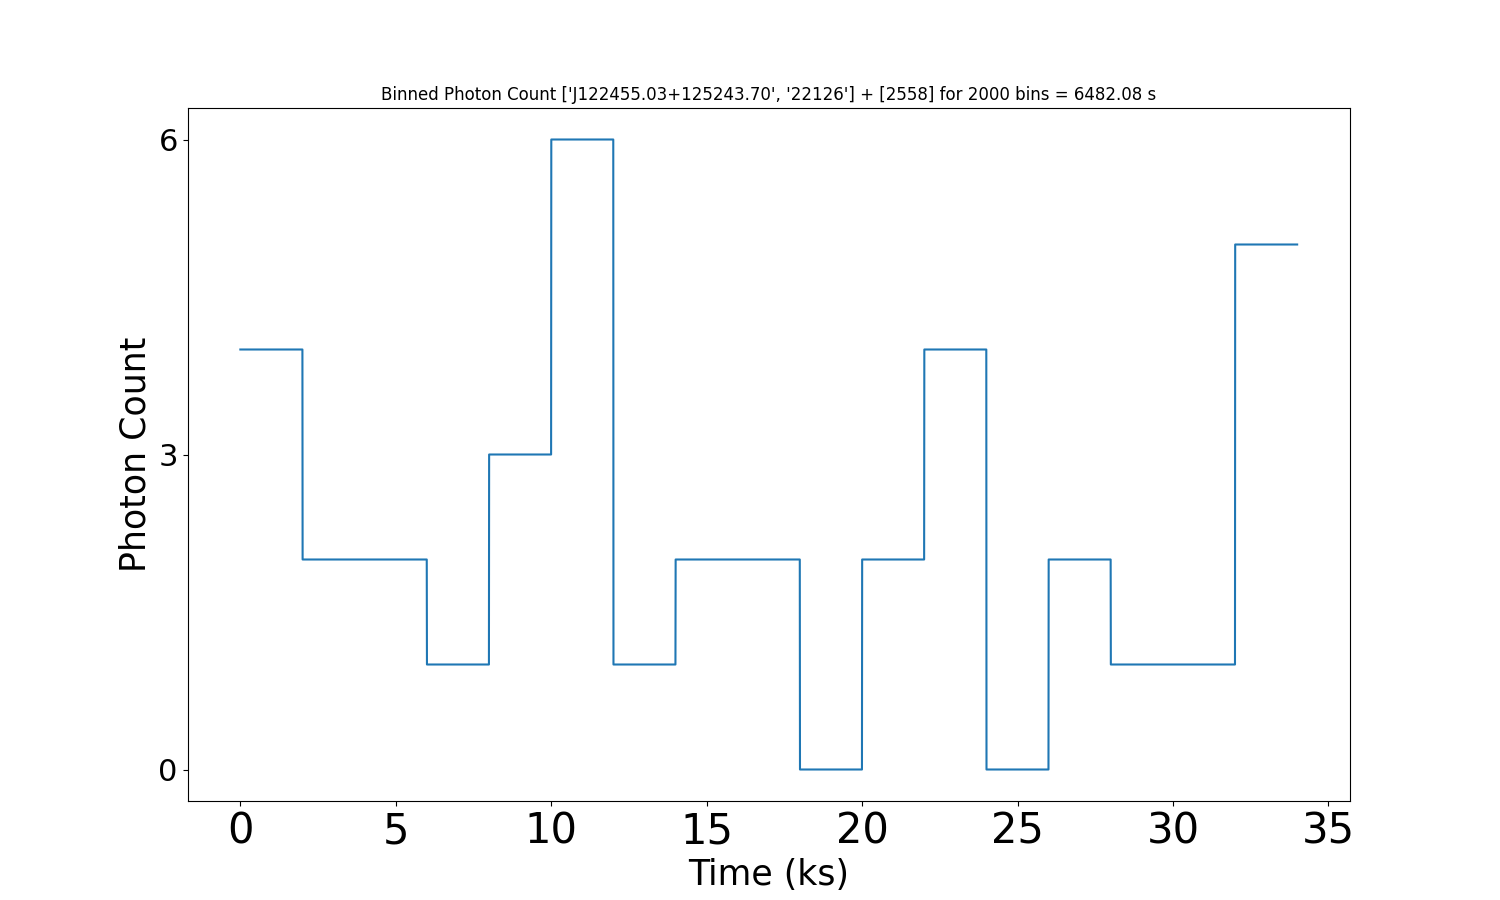 Binned Photon Count ['J122455.03+125243.70', '22126'] + [2558] for 2000 bins = 6482.08 s
6
3
0
Photon Count
0 5 10 15 20 25 30 35
Time (ks)